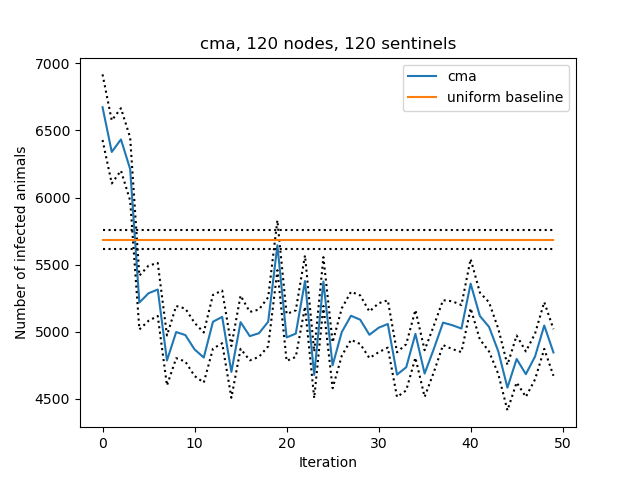 cma, 120 nodes, 120 sentinels
7000
6500
6000
5500
5000
4500
Number of infected animals
cma
uniform baseline
0 10 20 30 40 50
Iteration